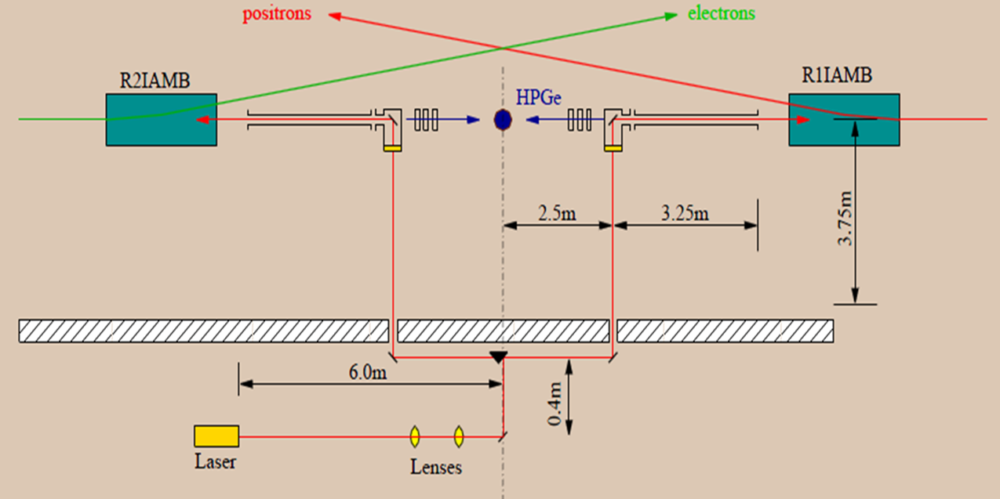 positrons
electrons
R2IAMB
R1IAMB
HPGe
2.5m
3.25m
3.75m
6.0m
0.4m
Laser
Lenses